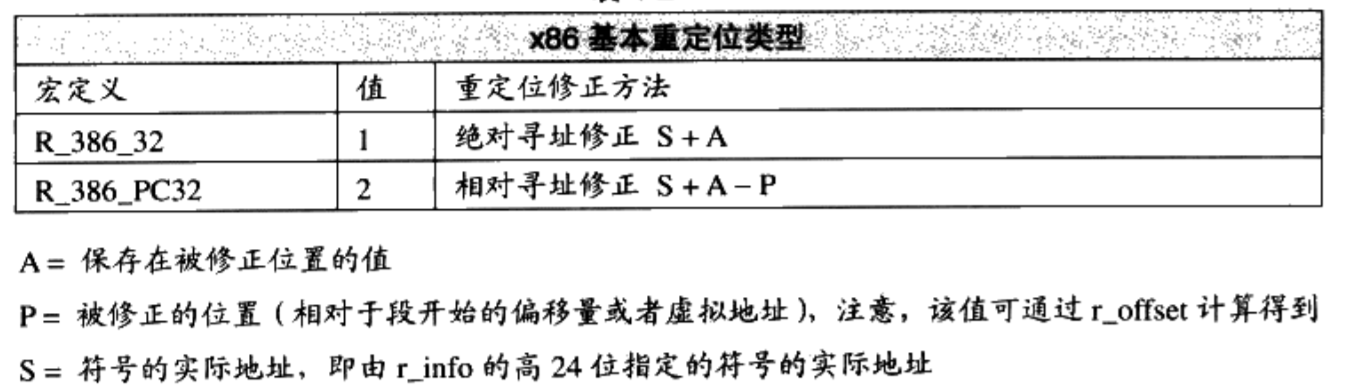 x86 基本重定位类型
宏定义 值 重定位修正方法
R_386_32 1 绝对寻址修正 S + A
R_386_PC32 2 相对寻址修正 S + A – P
A = 保存在被修正位置的值
P = 被修正的位置（相对于段开始的偏移量或者虚拟地址），注意，该值可通过 r_offset 计算得到
S = 符号的实际地址，即由 r_info 的高 24 位指定的符号的实际地址